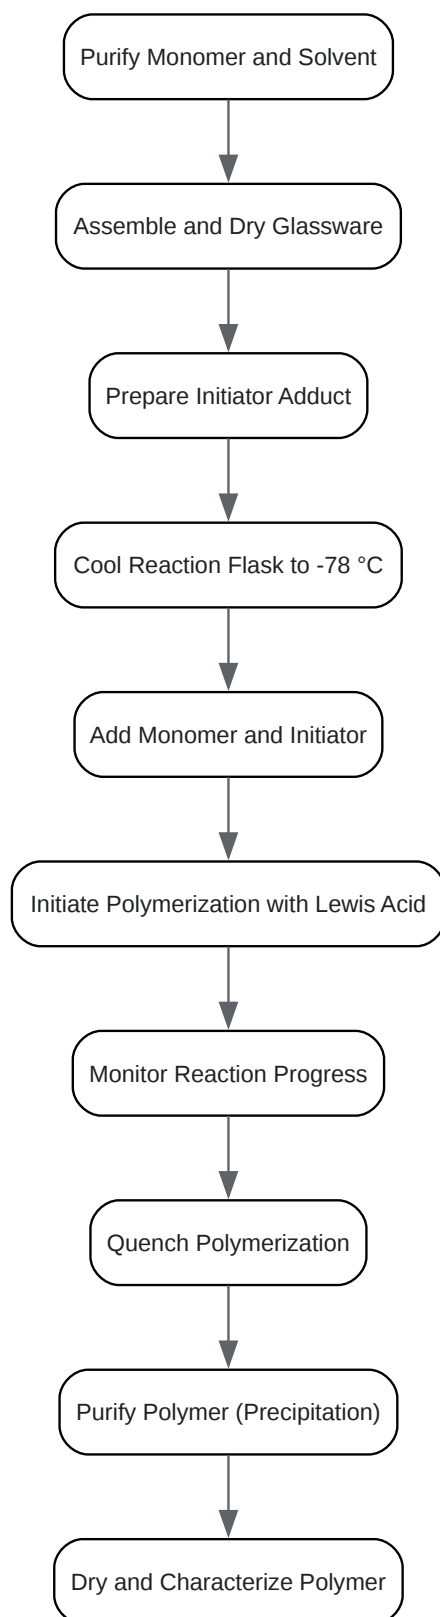 Purify Monomer and Solvent
Assemble and Dry Glassware
Prepare Initiator Adduct
Cool Reaction Flask to -78 °C
Add Monomer and Initiator
Initiate Polymerization with Lewis Acid
Monitor Reaction Progress
Quench Polymerization
Purify Polymer (Precipitation)
Dry and Characterize Polymer